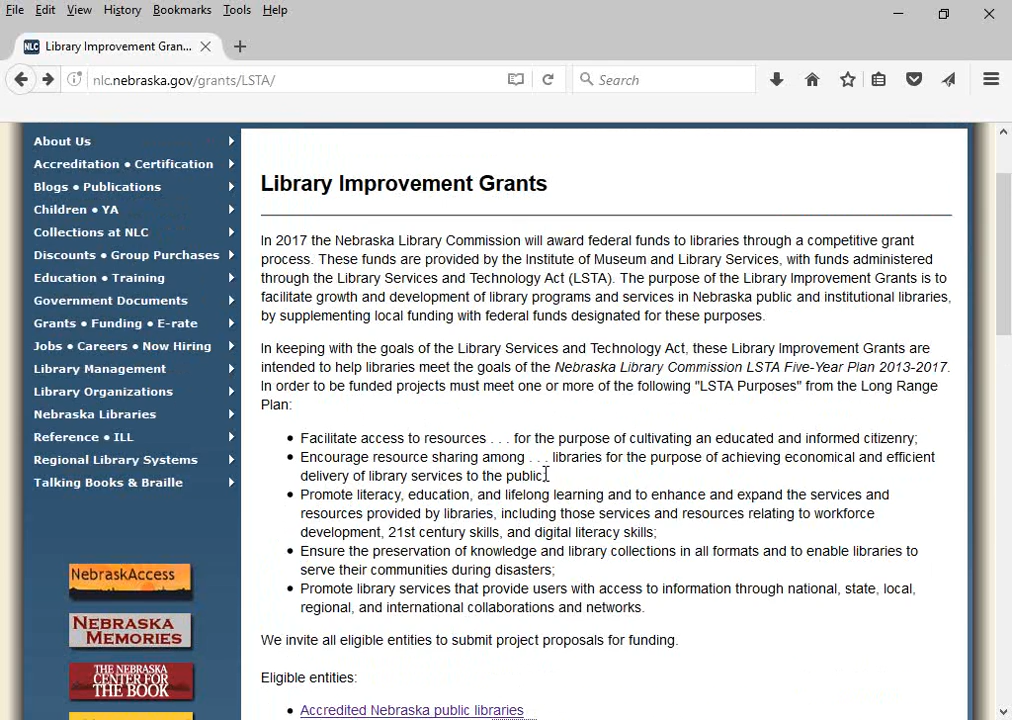 File Edit View History Bookmarks Tools Help
NLC Library Improvement Gran...
nlc.nebraska.gov/grants/LSTA/ Search
About Us
Accreditation • Certification
Blogs • Publications
Children • YA
Collections at NLC
Discounts • Group Purchases
Education • Training
Government Documents
Grants • Funding • E-rate
Jobs • Careers • Now Hiring
Library Management
Library Organizations
Nebraska Libraries
Reference • ILL
Regional Library Systems
Talking Books & Braille
NebraskAccess
NEBRASKA
MEMORIES
THE NEBRASKA
CENTER FOR
THE BOOK
Library Improvement Grants
In 2017 the Nebraska Library Commission will award federal funds to libraries through a competitive grant
process. These funds are provided by the Institute of Museum and Library Services, with funds administered
through the Library Services and Technology Act (LSTA). The purpose of the Library Improvement Grants is to
facilitate growth and development of library programs and services in Nebraska public and institutional libraries,
by supplementing local funding with federal funds designated for these purposes.
In keeping with the goals of the Library Services and Technology Act, these Library Improvement Grants are
intended to help libraries meet the goals of the Nebraska Library Commission LSTA Five-Year Plan 2013-2017.
In order to be funded projects must meet one or more of the following "LSTA Purposes" from the Long Range
Plan:
• Facilitate access to resources . . . for the purpose of cultivating an educated and informed citizenry;
• Encourage resource sharing among . . . libraries for the purpose of achieving economical and efficient
delivery of library services to the public;
• Promote literacy, education, and lifelong learning and to enhance and expand the services and
resources provided by libraries, including those services and resources relating to workforce
development, 21st century skills, and digital literacy skills;
• Ensure the preservation of knowledge and library collections in all formats and to enable libraries to
serve their communities during disasters;
• Promote library services that provide users with access to information through national, state, local,
regional, and international collaborations and networks.
We invite all eligible entities to submit project proposals for funding.
Eligible entities:
• Accredited Nebraska public libraries